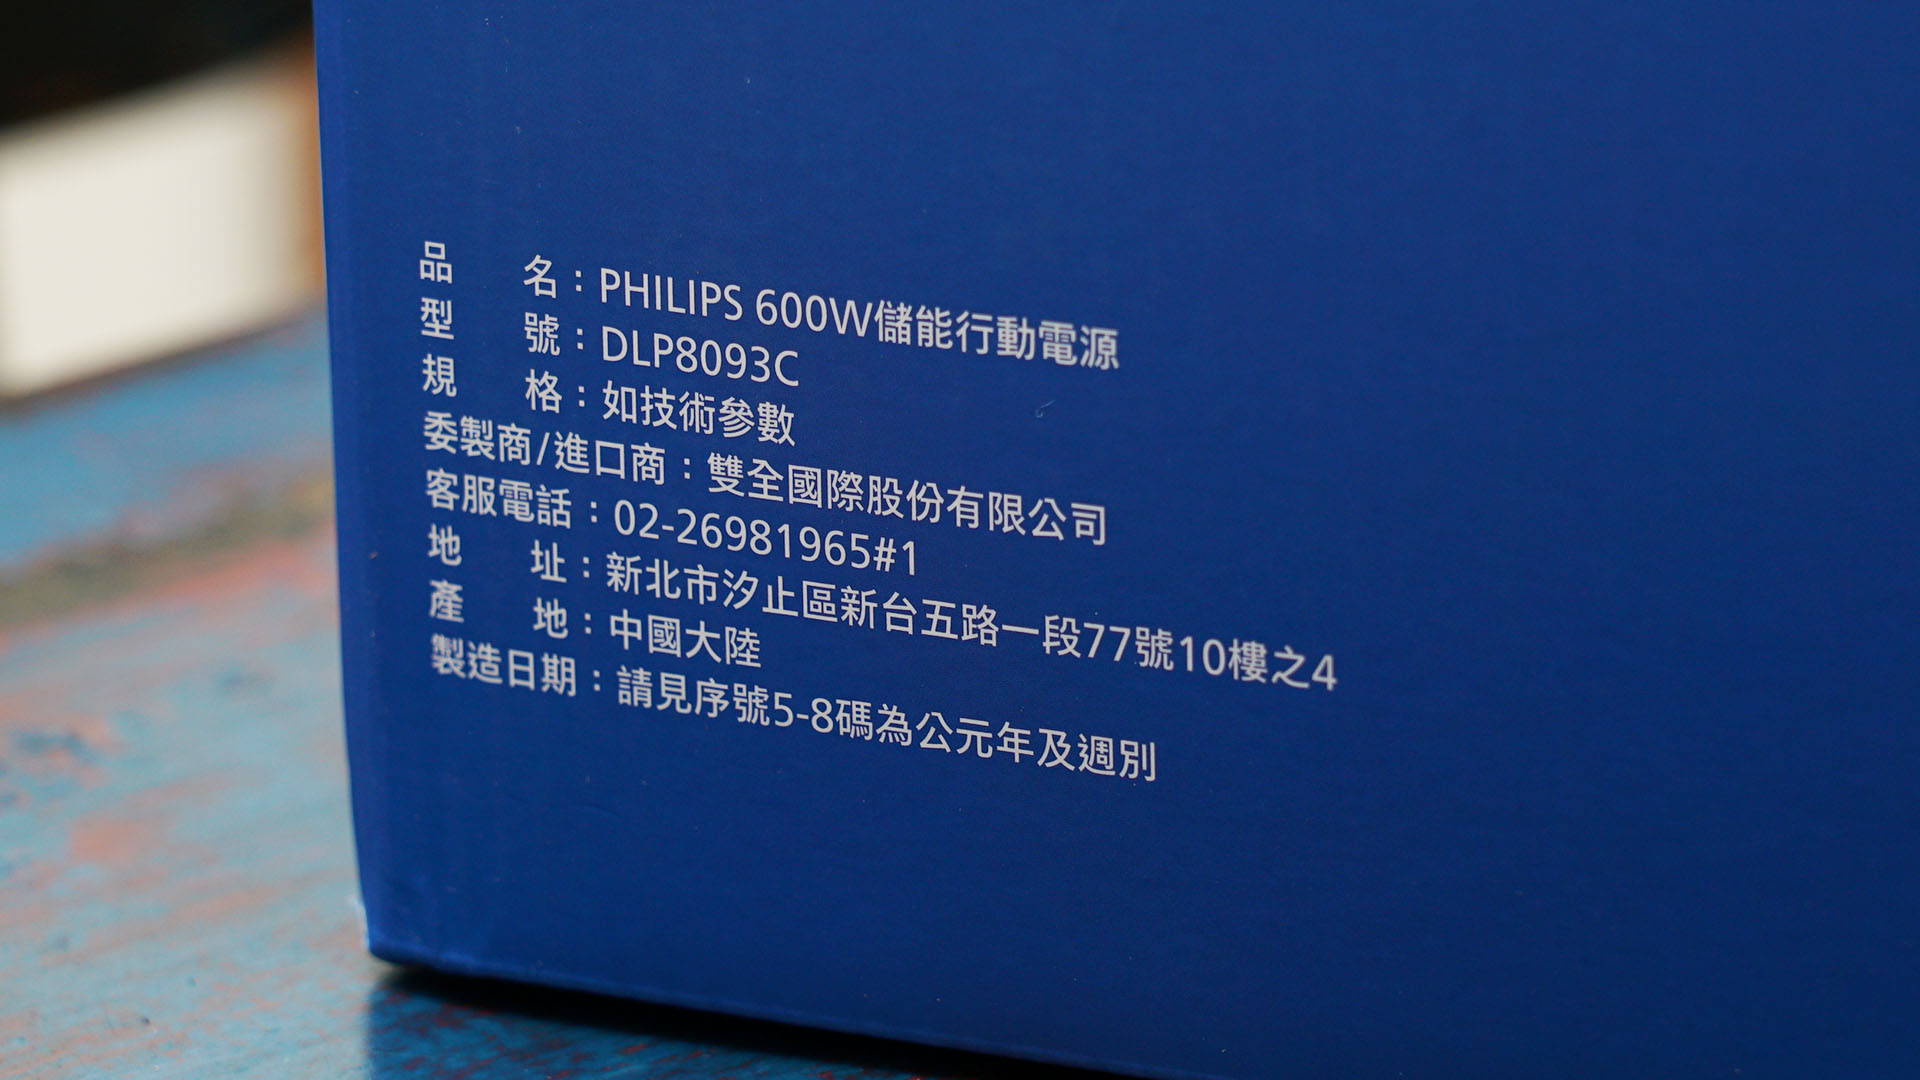 品名：PHILIPS 600W儲能行動電源
型號：DLP8093C
規格：如技術參數
委製商/進口商：雙全國際股份有限公司
客服電話：02-26981965#1
地址：新北市汐止區新台五路一段77號10樓之4
產地：中國大陸
製造日期：請見序號5-8碼為公元年及週別